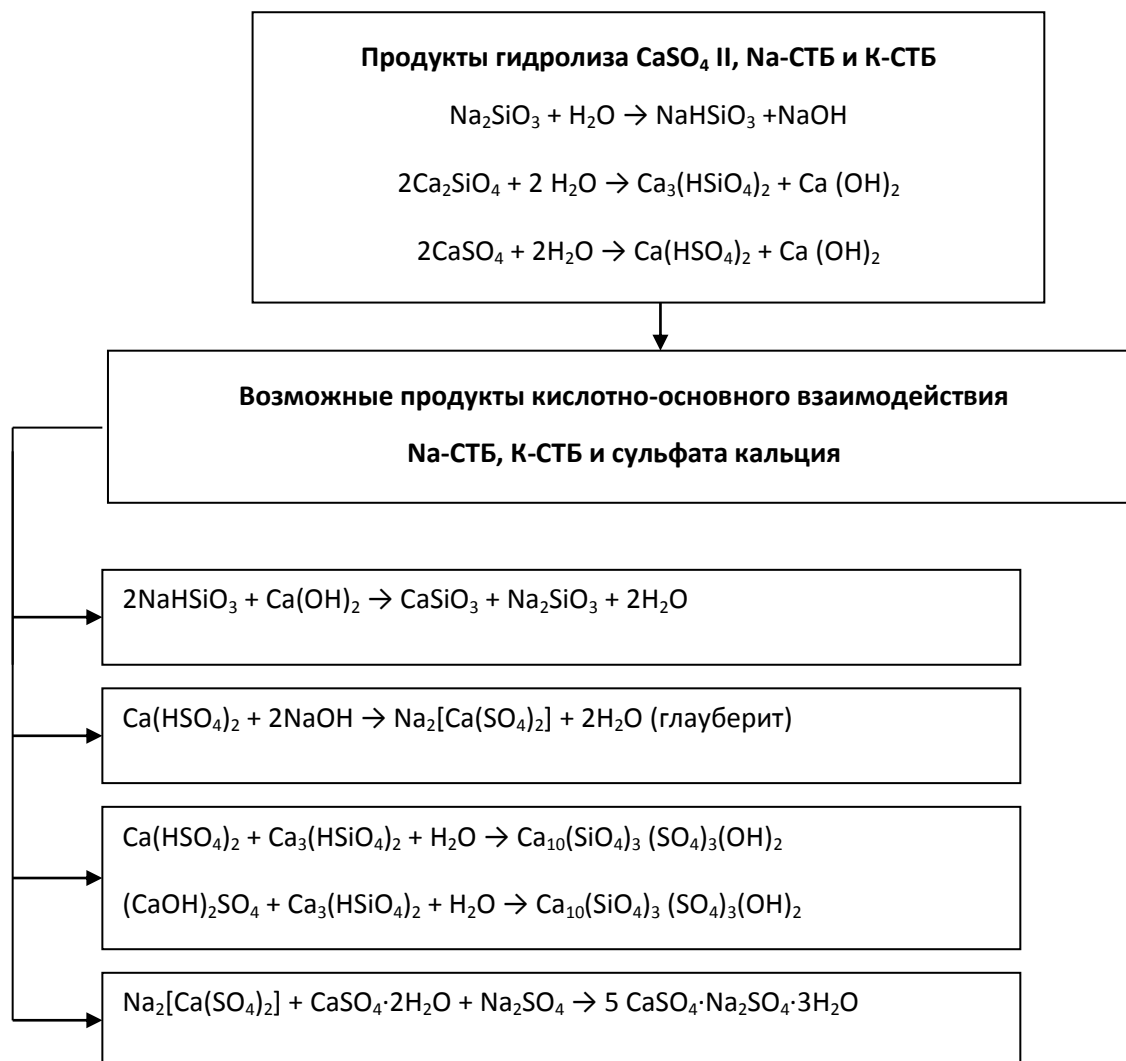 Продукты гидролиза CaSO₄ II, Na-СТБ и К-СТБ
Na₂SiO₃ + H₂O → NaHSiO₃ +NaOH
2Ca₂SiO₄ + 2 H₂O → Ca₃(HSiO₄)₂ + Ca (OH)₂
2CaSO₄ + 2H₂O → Ca(HSO₄)₂ + Ca (OH)₂
Возможные продукты кислотно-основного взаимодействия
Na-СТБ, К-СТБ и сульфата кальция
2NaHSiO₃ + Ca(OH)₂ → CaSiO₃ + Na₂SiO₃ + 2H₂O
Ca(HSO₄)₂ + 2NaOH → Na₂[Ca(SO₄)₂] + 2H₂O (глауберит)
Ca(HSO₄)₂ + Ca₃(HSiO₄)₂ + H₂O → Ca₁₀(SiO₄)₃ (SO₄)₃(OH)₂
(CaOH)₂SO₄ + Ca₃(HSiO₄)₂ + H₂O → Ca₁₀(SiO₄)₃ (SO₄)₃(OH)₂
Na₂[Ca(SO₄)₂] + CaSO₄·2H₂O + Na₂SO₄ → 5 CaSO₄·Na₂SO₄·3H₂O